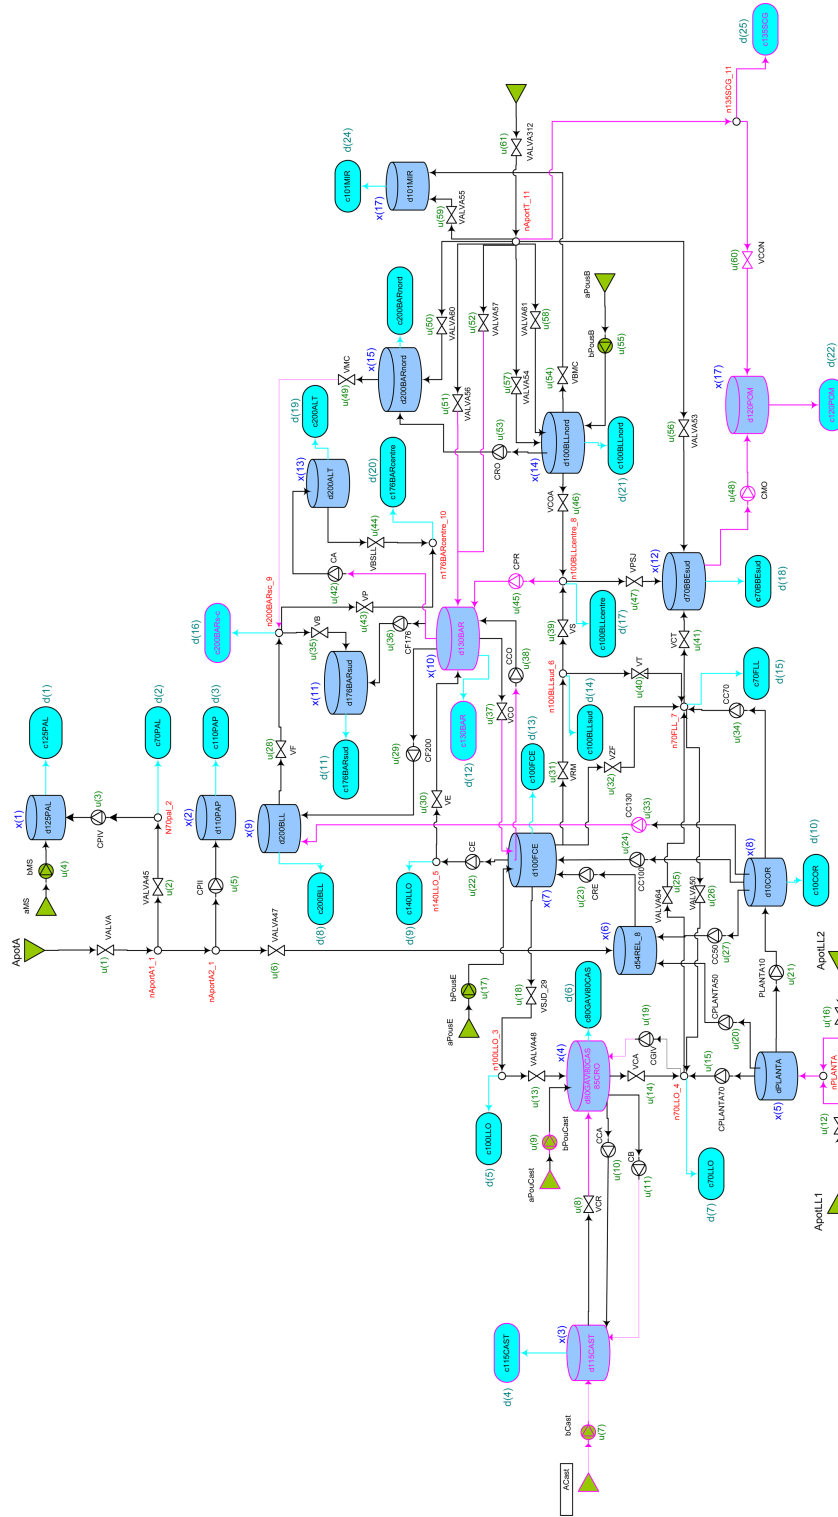 d(25)
c135SCG
n135SCG_11
u(61)
VALVA312
d(24)
c101MIR
x(17)
d101MIR
u(59)
VALVA55
nAportT_11
u(60)
VCON
c200BARnord
x(15)
d200BARnord
VMC
u(49)
u(50)
VALVA60
u(52)
VALVA57
u(51)
VALVA56
u(57)
VALVA54
VALVA61
u(58)
aPousB
bPousB
u(55)
VBMC
u(54)
u(53)
CRO
x(14)
d100BLLnord
c100BLLnord
d(21)
VCOA
u(46)
u(56)
VALVA53
x(17)
d120POM
d(22)
c120POM
u(48)
CMO
d(19)
c200ALT
x(13)
d200ALT
d(20)
c176BARcentre
u(44)
VBSLL
n176BARcentre_10
CA
u(42)
VP
u(43)
n200BARsc_9
d(16)
c200BARs-c
VB
u(35)
x(11)
d176BARsud
d(11)
c176BARsud
u(36)
CF176
x(10)
d130BAR
c130BAR
d(12)
CPR
u(45)
n100BLLcentre_8
c100BLLcentre
d(17)
VPSJ
u(47)
x(12)
d70BBEsud
c70BBEsud
d(18)
u(39)
VS
CCO
u(38)
u(37)
VCO
u(28)
VF
u(29)
CF200
u(30)
VE
x(9)
d200BLL
c200BLL
d(8)
n100BLLsud_6
d(14)
c100BLLsud
VT
u(40)
VCT
u(41)
n70FLL_7
d(15)
c70FLL
CC70
u(34)
d(13)
c100FCE
u(31)
VRM
VZF
u(32)
CC130
u(33)
d(1)
c125PAL
x(1)
d125PAL
bMS
u(4)
aMS
u(3)
CPIV
d(2)
c70PAL
N70pal_2
d(3)
c110PAP
x(2)
d110PAP
CPII
u(5)
VALVA45
u(2)
ApotA
VALVA
u(1)
nAportA1_1
nAportA2_1
VALVA47
u(6)
c140LLO
d(9)
n140LLO_5
CE
u(22)
d100FCE
x(7)
u(24)
CC100
CRE
u(23)
x(6)
d54REL_8
VALVA64
u(25)
VALVA50
u(26)
x(8)
d10COR
d(10)
c10COR
CC50
u(27)
PLANTA10
u(21)
CPLANTA50
u(20)
u(15)
CPLANTA70
dPLANTA
x(5)
nPLANTA
ApotLL2
u(16)
u(12)
ApotLL1
bPousE
u(17)
aPousE
u(18)
VSJD_29
d(6)
c80GAVi80CAS
n100LLO_3
VALVA48
u(13)
x(4)
d80GAVi80CAS
85CRO
u(19)
CGIV
VCA
u(14)
n70LLO_4
c100LLO
d(5)
c70LLO
d(7)
u(9)
bPouCast
aPouCast
CCA
u(10)
CB
u(11)
u(8)
VCR
x(3)
d115CAST
c115CAST
d(4)
bCast
u(7)
ACast